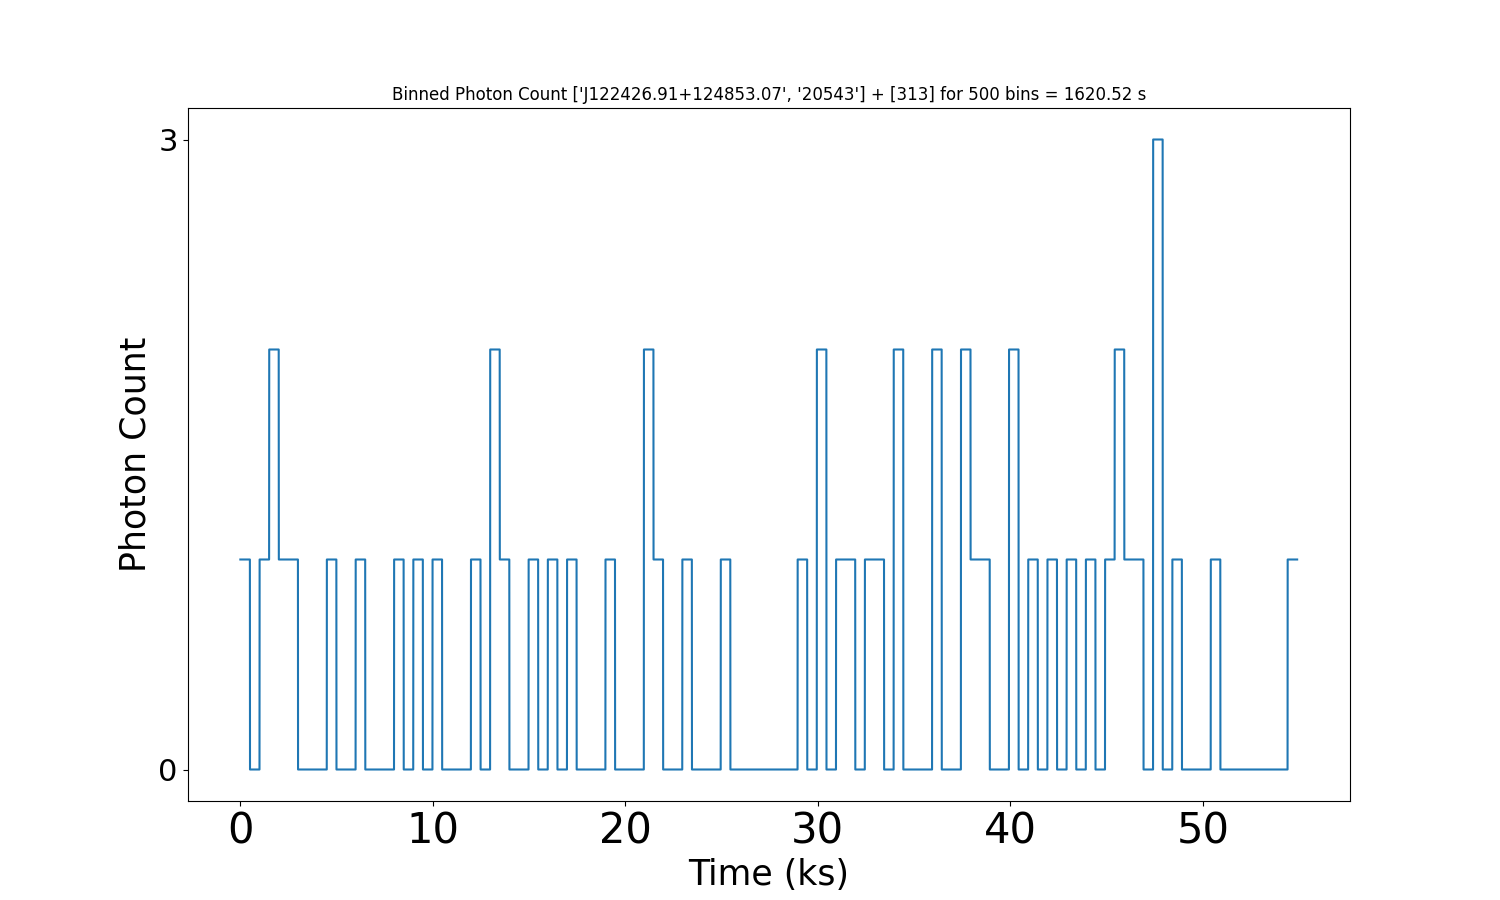 Binned Photon Count ['J122426.91+124853.07', '20543'] + [313] for 500 bins = 1620.52 s
3
Photon Count
0
0 10 20 30 40 50
Time (ks)